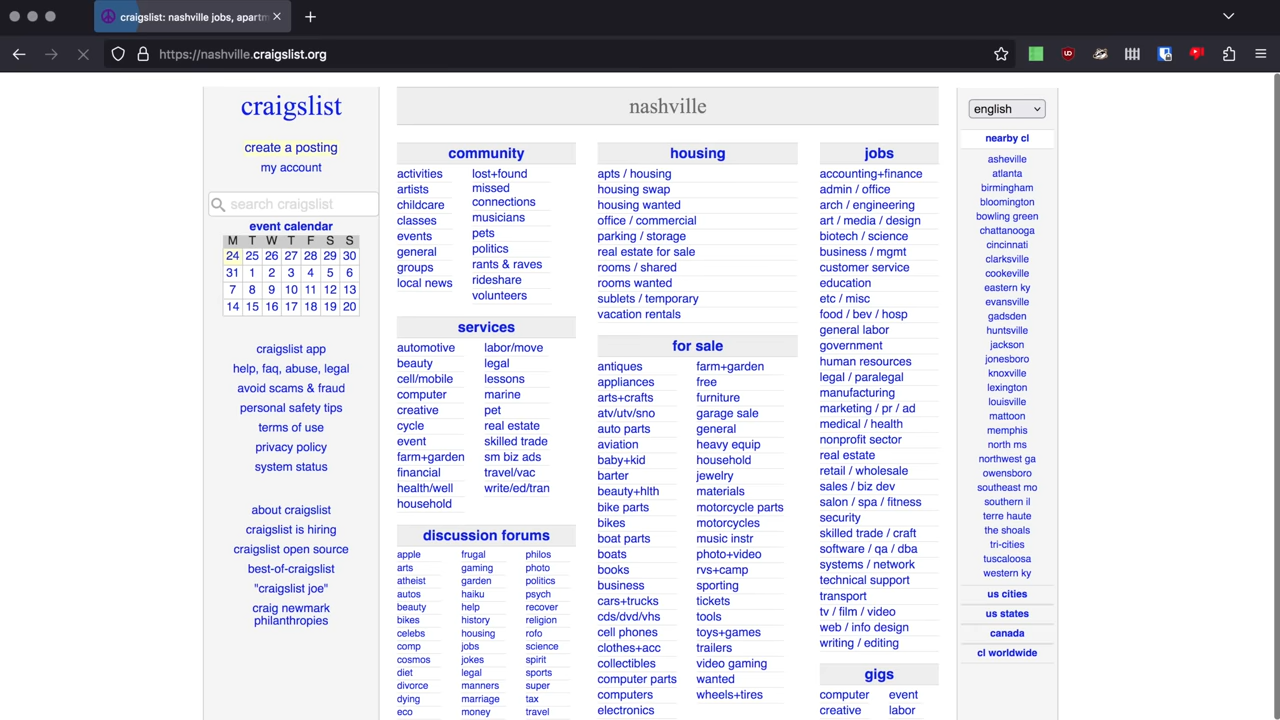 craigslist: nashville jobs, apartm
https://nashville.craigslist.org
craigslist
create a posting
my account
search craigslist
event calendar
M T W T F S S
24 25 26 27 28 29 30
31 1 2 3 4 5 6
7 8 9 10 11 12 13
14 15 16 17 18 19 20
craigslist app
help, faq, abuse, legal
avoid scams & fraud
personal safety tips
terms of use
privacy policy
system status
about craigslist
craigslist is hiring
craigslist open source
best-of-craigslist
"craigslist joe"
craig newmark
philanthropies
nashville
community
activities
artists
childcare
classes
events
general
groups
local news
lost+found
missed
connections
musicians
pets
politics
rants & raves
rideshare
volunteers
services
automotive
beauty
cell/mobile
computer
creative
cycle
event
farm+garden
financial
health/well
household
labor/move
legal
lessons
marine
pet
real estate
skilled trade
sm biz ads
travel/vac
write/ed/tran
discussion forums
apple
arts
atheist
autos
beauty
bikes
celebs
comp
cosmos
diet
divorce
dying
eco
frugal
gaming
garden
haiku
help
history
housing
jobs
jokes
legal
manners
marriage
money
philos
photo
politics
psych
recover
religion
rofo
science
spirit
sports
super
tax
travel
housing
apts / housing
housing swap
housing wanted
office / commercial
parking / storage
real estate for sale
rooms / shared
rooms wanted
sublets / temporary
vacation rentals
for sale
antiques
appliances
arts+crafts
atv/utv/sno
auto parts
aviation
baby+kid
barter
beauty+hlth
bike parts
bikes
boat parts
boats
books
business
cars+trucks
cds/dvd/vhs
cell phones
clothes+acc
collectibles
computer parts
computers
electronics
farm+garden
free
furniture
garage sale
general
heavy equip
household
jewelry
materials
motorcycle parts
motorcycles
music instr
photo+video
rvs+camp
sporting
tickets
tools
toys+games
trailers
video gaming
wanted
wheels+tires
jobs
accounting+finance
admin / office
arch / engineering
art / media / design
biotech / science
business / mgmt
customer service
education
etc / misc
food / bev / hosp
general labor
government
human resources
legal / paralegal
manufacturing
marketing / pr / ad
medical / health
nonprofit sector
real estate
retail / wholesale
sales / biz dev
salon / spa / fitness
security
skilled trade / craft
software / qa / dba
systems / network
technical support
transport
tv / film / video
web / info design
writing / editing
gigs
computer
creative
event
labor
english
nearby cl
asheville
atlanta
birmingham
bloomington
bowling green
chattanooga
cincinnati
clarksville
cookeville
eastern ky
evansville
gadsden
huntsville
jackson
jonesboro
knoxville
lexington
louisville
mattoon
memphis
north ms
northwest ga
owensboro
southeast mo
southern il
terre haute
the shoals
tri-cities
tuscaloosa
western ky
us cities
us states
canada
cl worldwide